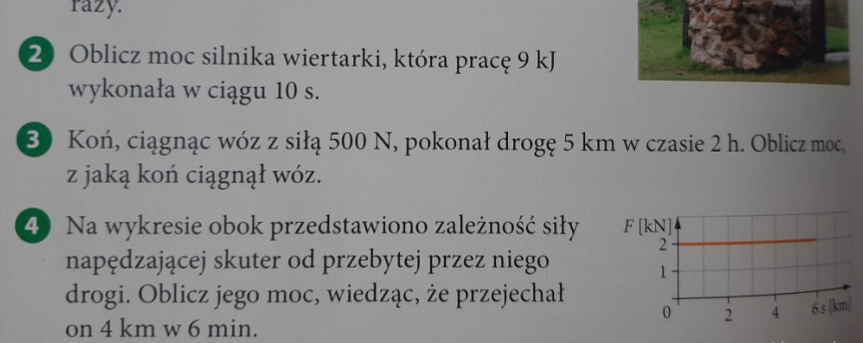 razy.
2 Oblicz moc silnika wiertarki, która pracę 9 kJ
wykonała w ciągu 10 s.
3 Koń, ciągnąc wóz z siłą 500 N, pokonał drogę 5 km w czasie 2 h. Oblicz moc,
z jaką koń ciągnął wóz.
4 Na wykresie obok przedstawiono zależność siły
napędzającej skuter od przebytej przez niego
drogi. Oblicz jego moc, wiedząc, że przejechał
on 4 km w 6 min.
F [kN]
2
1
0 2 4 6 s [km]